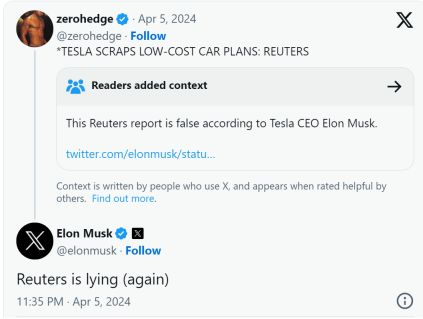 zerohedge · Apr 5, 2024
@zerohedge · Follow
*TESLA SCRAPS LOW-COST CAR PLANS: REUTERS
Readers added context
This Reuters report is false according to Tesla CEO Elon Musk.
twitter.com/elonmusk/statu...
Context is written by people who use X, and appears when rated helpful by
others. Find out more.
Elon Musk
@elonmusk · Follow
Reuters is lying (again)
11:35 PM · Apr 5, 2024